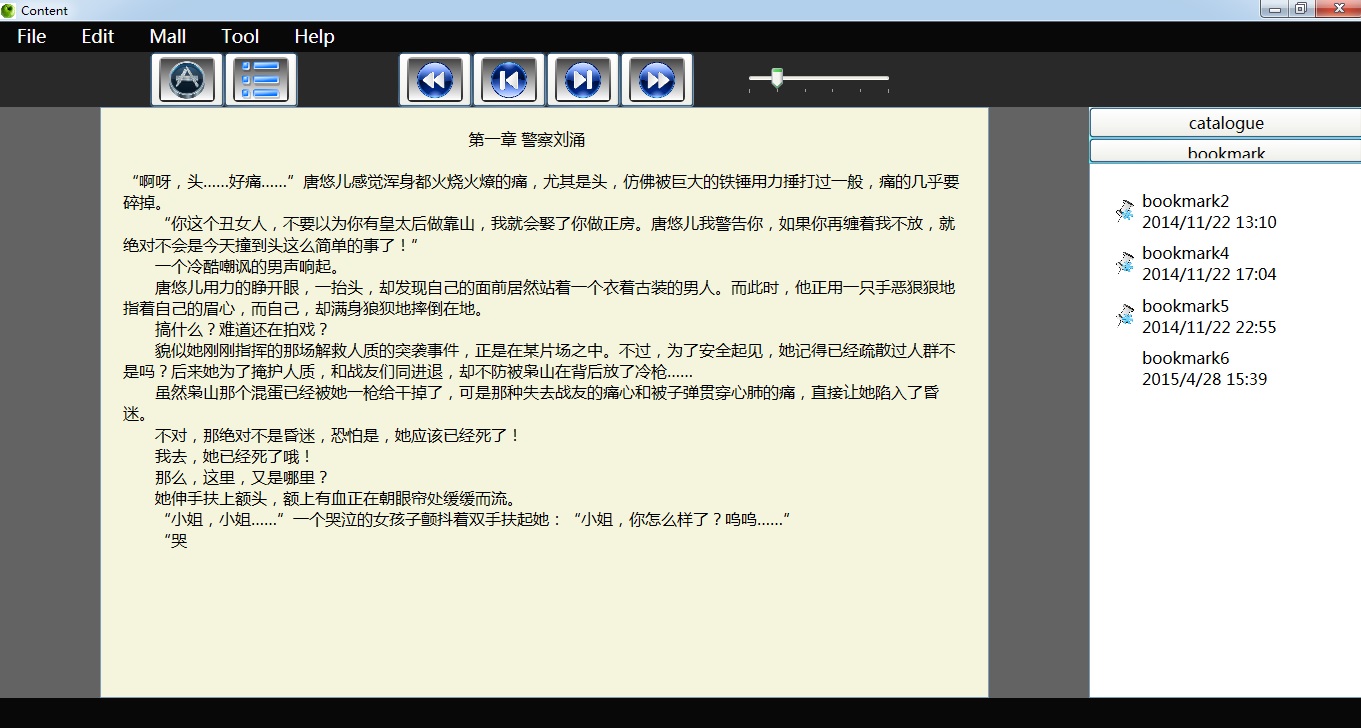 Content
File Edit Mall Tool Help
第一章 警察刘涌
“啊呀，头……好痛……”唐悠儿感觉浑身都火烧火燎的痛，尤其是头，仿佛被巨大的铁锤用力捶打过一般，痛的几乎要
碎掉。
“你这个丑女人，不要以为你有皇太后做靠山，我就会娶了你做正房。唐悠儿我警告你，如果你再缠着我不放，就
绝对不会是今天撞到头这么简单的事了！”
一个冷酷嘲讽的男声响起。
唐悠儿用力的睁开眼，一抬头，却发现自己的面前居然站着一个衣着古装的男人。而此时，他正用一只手恶狠狠地
指着自己的眉心，而自己，却满身狼狈地摔倒在地。
搞什么？难道还在拍戏？
貌似她刚刚指挥的那场解救人质的突袭事件，正是在某片场之中。不过，为了安全起见，她记得已经疏散过人群不
是吗？后来她为了掩护人质，和战友们同进退，却不防被枭山在背后放了冷枪……
虽然枭山那个混蛋已经被她一枪给干掉了，可是那种失去战友的痛心和被子弹贯穿心肺的痛，直接让她陷入了昏
迷。
不对，那绝对不是昏迷，恐怕是，她应该已经死了！
我去，她已经死了哦！
那么，这里，又是哪里？
她伸手扶上额头，额上有血正在朝眼帘处缓缓而流。
“小姐，小姐……”一个哭泣的女孩子颤抖着双手扶起她：“小姐，你怎么样了？呜呜……”
“哭
catalogue
bookmark
bookmark2
2014/11/22 13:10
bookmark4
2014/11/22 17:04
bookmark5
2014/11/22 22:55
bookmark6
2015/4/28 15:39